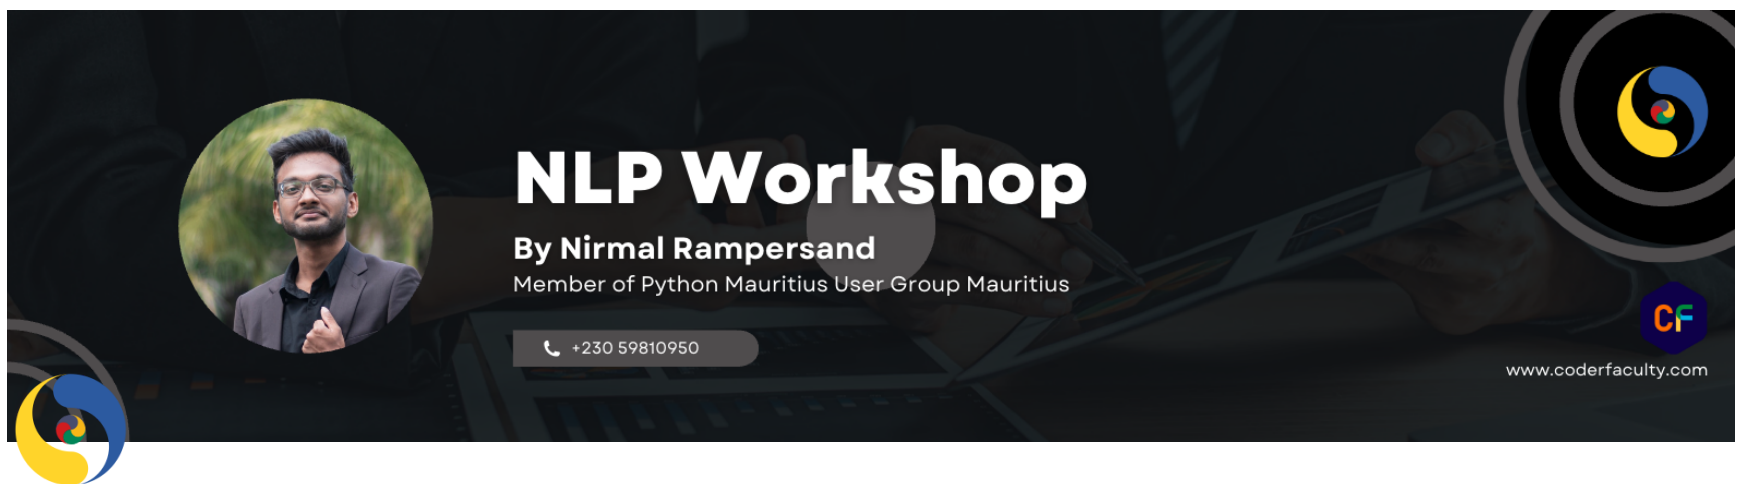 NLP Workshop
By Nirmal Rampersand
Member of Python Mauritius User Group Mauritius
+230 59810950
CF
www.coderfaculty.com